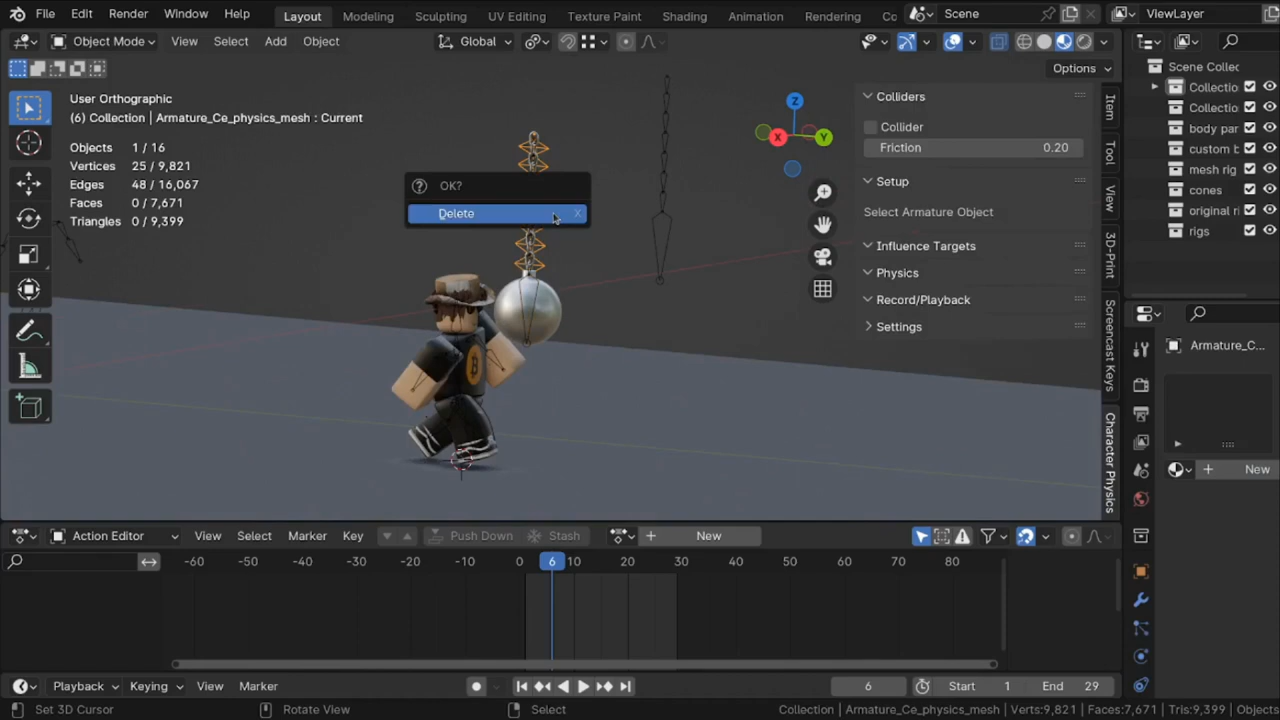 File Edit Render Window Help Layout Modeling Sculpting UV Editing Texture Paint Shading Animation Rendering Co Scene ViewLayer
Object Mode View Select Add Object Global
Options
User Orthographic
(6) Collection | Armature_Ce_physics_mesh : Current
Objects 1 / 16
Vertices 25 / 9,821
Edges 48 / 16,067
Faces 0 / 7,671
Triangles 0 / 9,399
OK?
Delete X
Z
X
Y
Colliders
Collider
Friction 0.20
Setup
Select Armature Object
Influence Targets
Physics
Record/Playback
Settings
Item
Tool
View
3D-Print
Screencast Keys
Character Physics
Scene Collec
Collectio
Collectio
body par
custom b
mesh rig
cones
original ri
rigs
Armature_C...
New
Action Editor View Select Marker Key Push Down Stash New
-60 -50 -40 -30 -20 -10 0 6 10 20 30 40 50 60 70 80
Playback Keying View Marker 6 Start 1 End 29
Set 3D Cursor Rotate View Select Collection | Armature_Ce_physics_mesh | Verts:9,821 | Faces:7,671 | Tris:9,399 | Objects